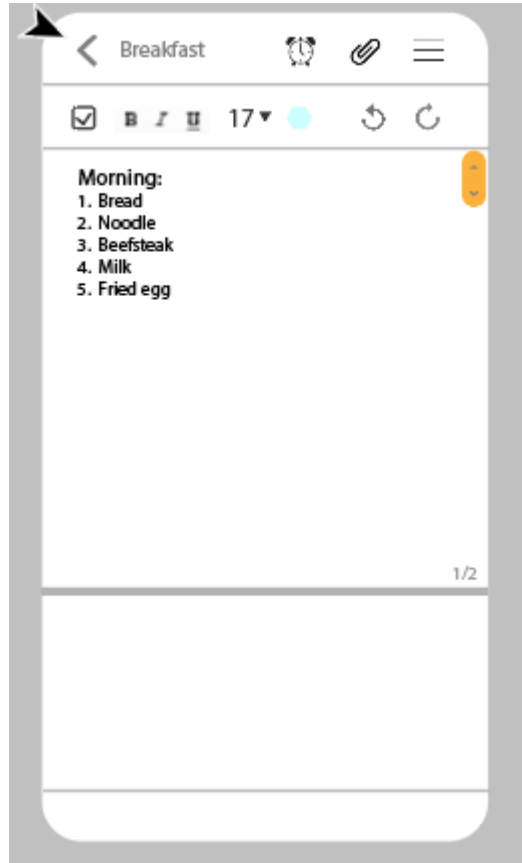 Breakfast
B I U 17
Morning:
1. Bread
2. Noodle
3. Beefsteak
4. Milk
5. Fried egg
1/2